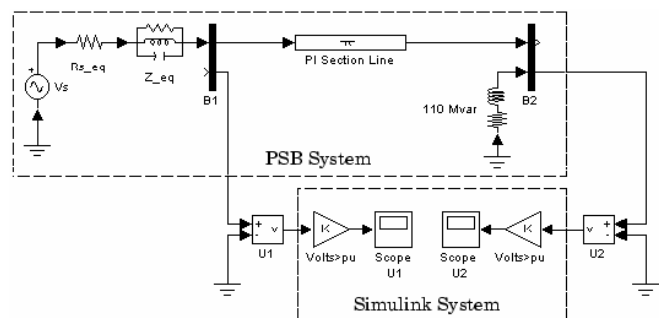 +
Vs
Rs_eq
Z_eq
B1
PI Section Line
110 Mvar
B2
PSB System
+
-
v
U1
K
Volts>pu
Scope
U1
Scope
U2
K
Volts>pu
v
+
-
U2
Simulink System